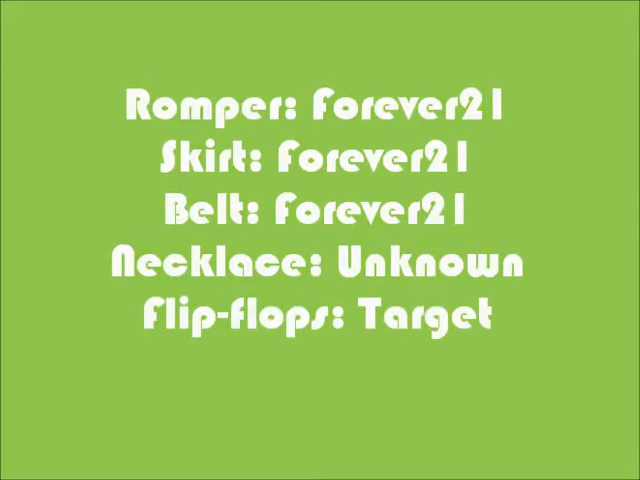 Romper: Forever21
Skirt: Forever21
Belt: Forever21
Necklace: Unknown
Flip-flops: Target